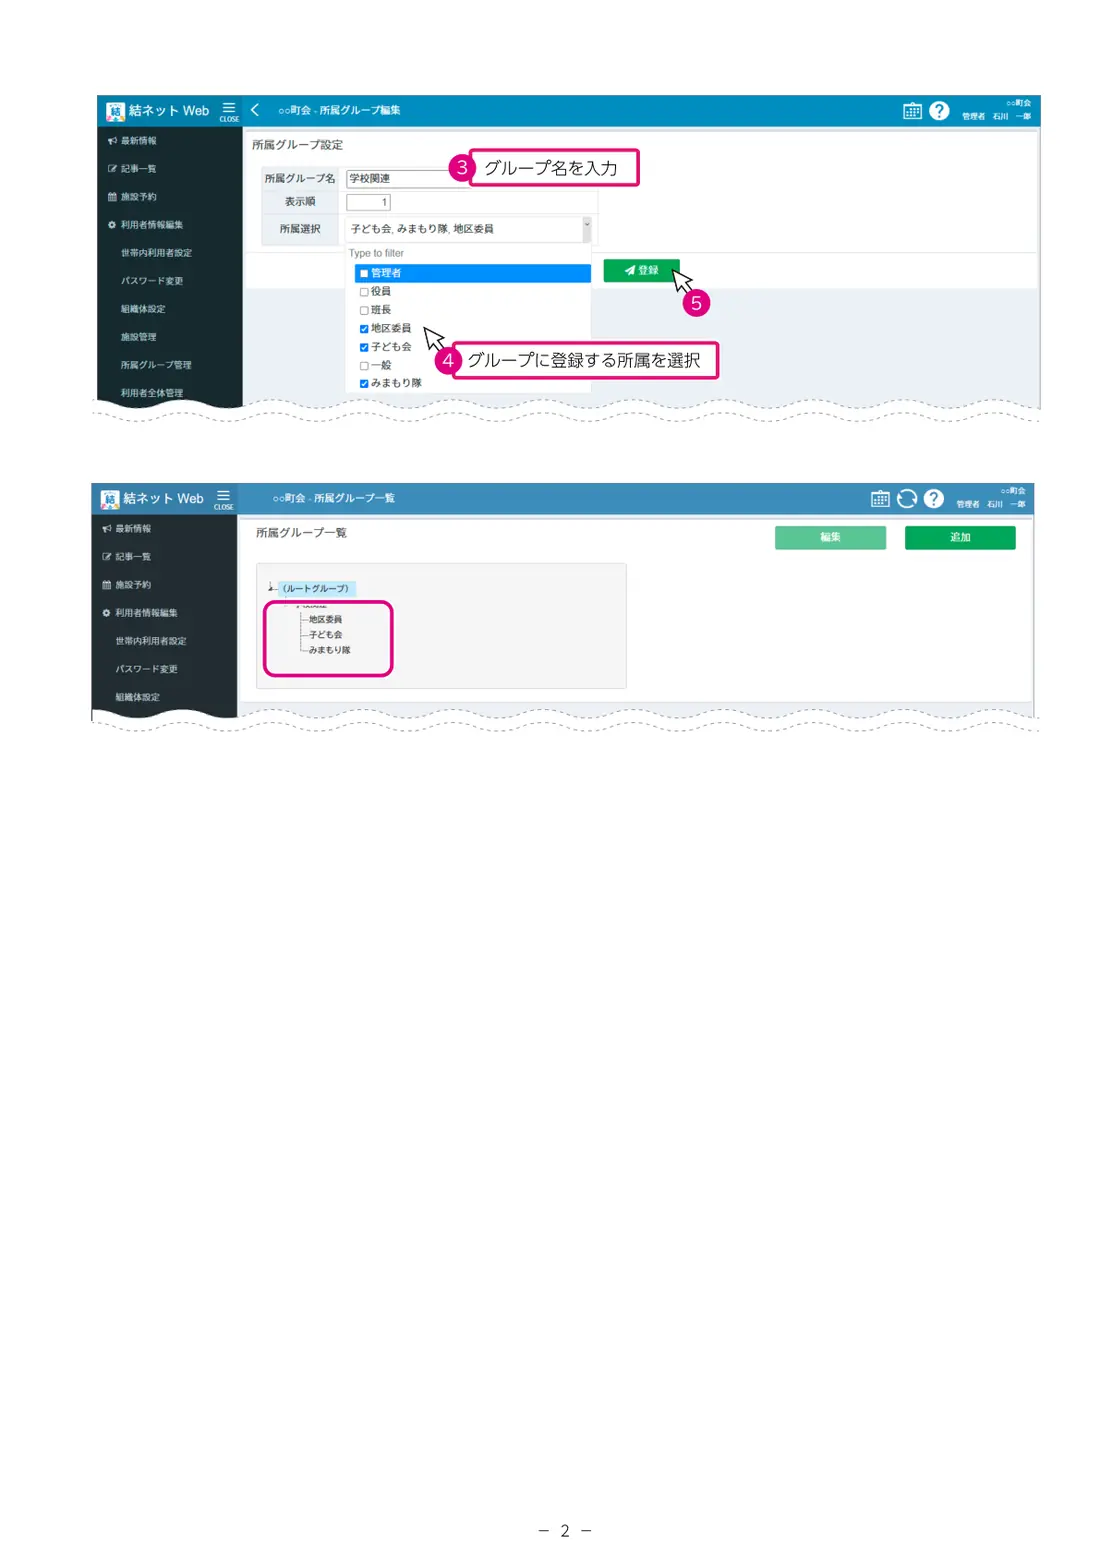 結ネット Web
CLOSE
○○町会 - 所属グループ編集
○○町会
管理者 石川 一郎
最新情報
記事一覧
施設予約
利用者情報編集
世帯内利用者設定
パスワード変更
組織体設定
施設管理
所属グループ管理
利用者全体管理
所属グループ設定
所属グループ名
学校関連
3 グループ名を入力
表示順
1
所属選択
子ども会, みまもり隊, 地区委員
Type to filter
管理者
役員
班長
地区委員
子ども会
一般
みまもり隊
4 グループに登録する所属を選択
登録
5
結ネット Web
CLOSE
○○町会 - 所属グループ一覧
○○町会
管理者 石川 一郎
最新情報
記事一覧
施設予約
利用者情報編集
世帯内利用者設定
パスワード変更
組織体設定
所属グループ一覧
編集
追加
(ルートグループ)
学校関連
地区委員
子ども会
みまもり隊
－ 2 －